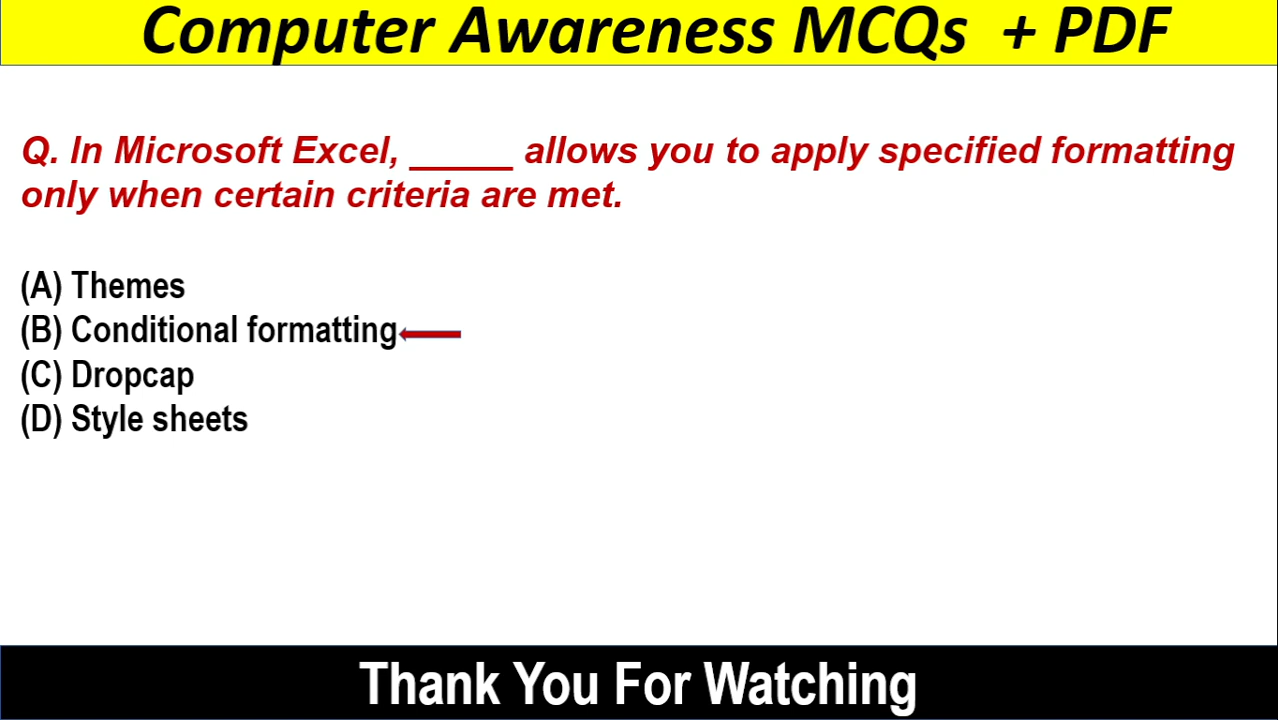 Computer Awareness MCQs + PDF
Q. In Microsoft Excel, _____ allows you to apply specified formatting
only when certain criteria are met.
(A) Themes
(B) Conditional formatting
(C) Dropcap
(D) Style sheets
Thank You For Watching